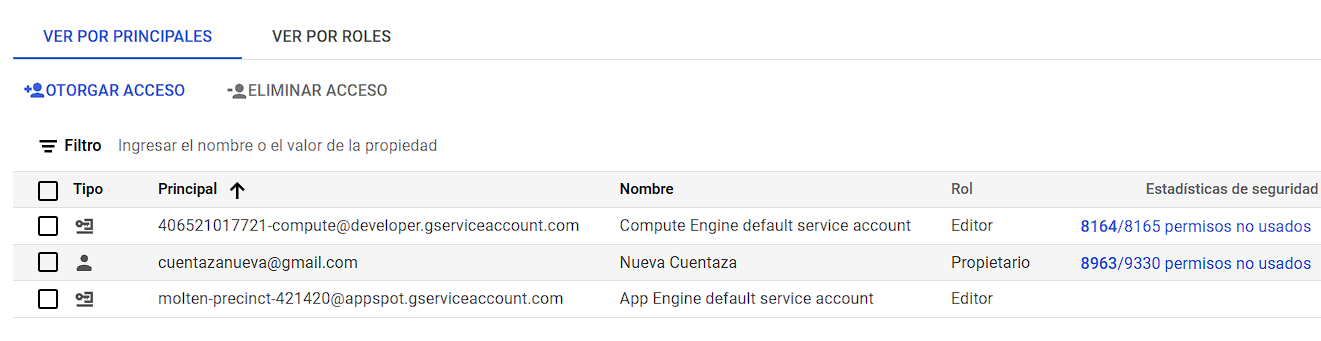 VER POR PRINCIPALES VER POR ROLES
OTORGAR ACCESO ELIMINAR ACCESO
Filtro Ingresar el nombre o el valor de la propiedad
Tipo Principal Nombre Rol Estadísticas de seguridad
406521017721-compute@developer.gserviceaccount.com Compute Engine default service account Editor 8164/8165 permisos no usados
cuentazanueva@gmail.com Nueva Cuentaza Propietario 8963/9330 permisos no usados
molten-precinct-421420@appspot.gserviceaccount.com App Engine default service account Editor